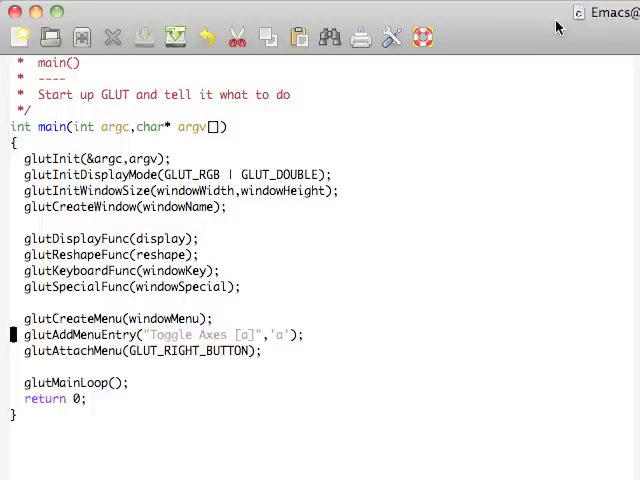 Emacs@
*  main()
*  ----
*  Start up GLUT and tell it what to do
*/
int main(int argc,char* argv[])
{
glutInit(&argc,argv);
glutInitDisplayMode(GLUT_RGB | GLUT_DOUBLE);
glutInitWindowSize(windowWidth,windowHeight);
glutCreateWindow(windowName);
glutDisplayFunc(display);
glutReshapeFunc(reshape);
glutKeyboardFunc(windowKey);
glutSpecialFunc(windowSpecial);
glutCreateMenu(windowMenu);
glutAddMenuEntry("Toggle Axes [a]",'a');
glutAttachMenu(GLUT_RIGHT_BUTTON);
glutMainLoop();
return 0;
}